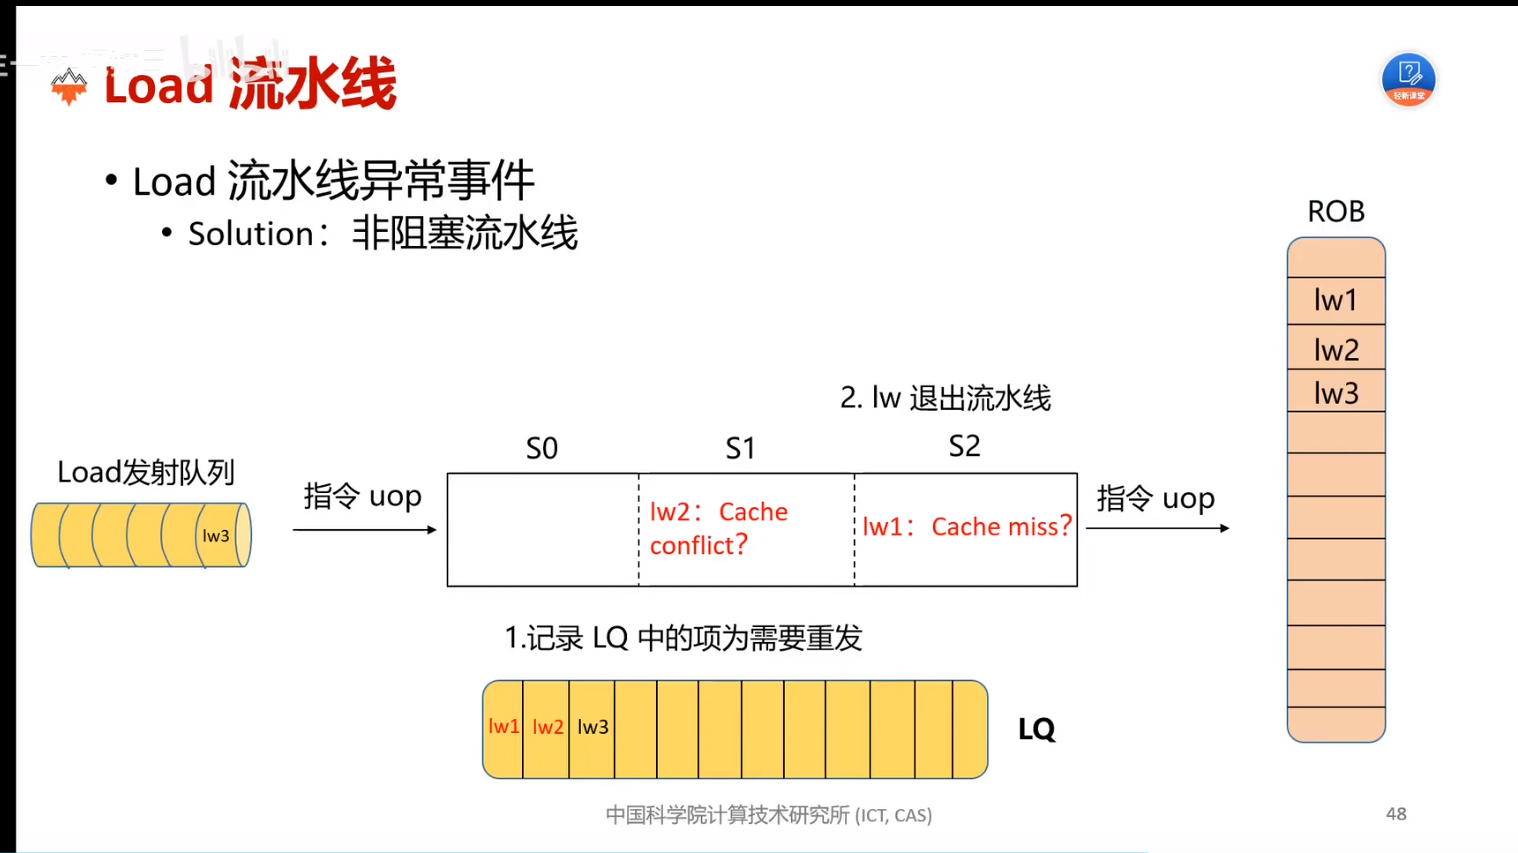 Load 流水线
轻新课堂
• Load 流水线异常事件
• Solution：非阻塞流水线
ROB
lw1
lw2
lw3
2. lw 退出流水线
S0
S1
S2
Load发射队列
lw3
指令 uop
lw2：Cache
conflict?
lw1：Cache miss?
指令 uop
1.记录 LQ 中的项为需要重发
lw1
lw2
lw3
LQ
中国科学院计算技术研究所 (ICT, CAS)
48